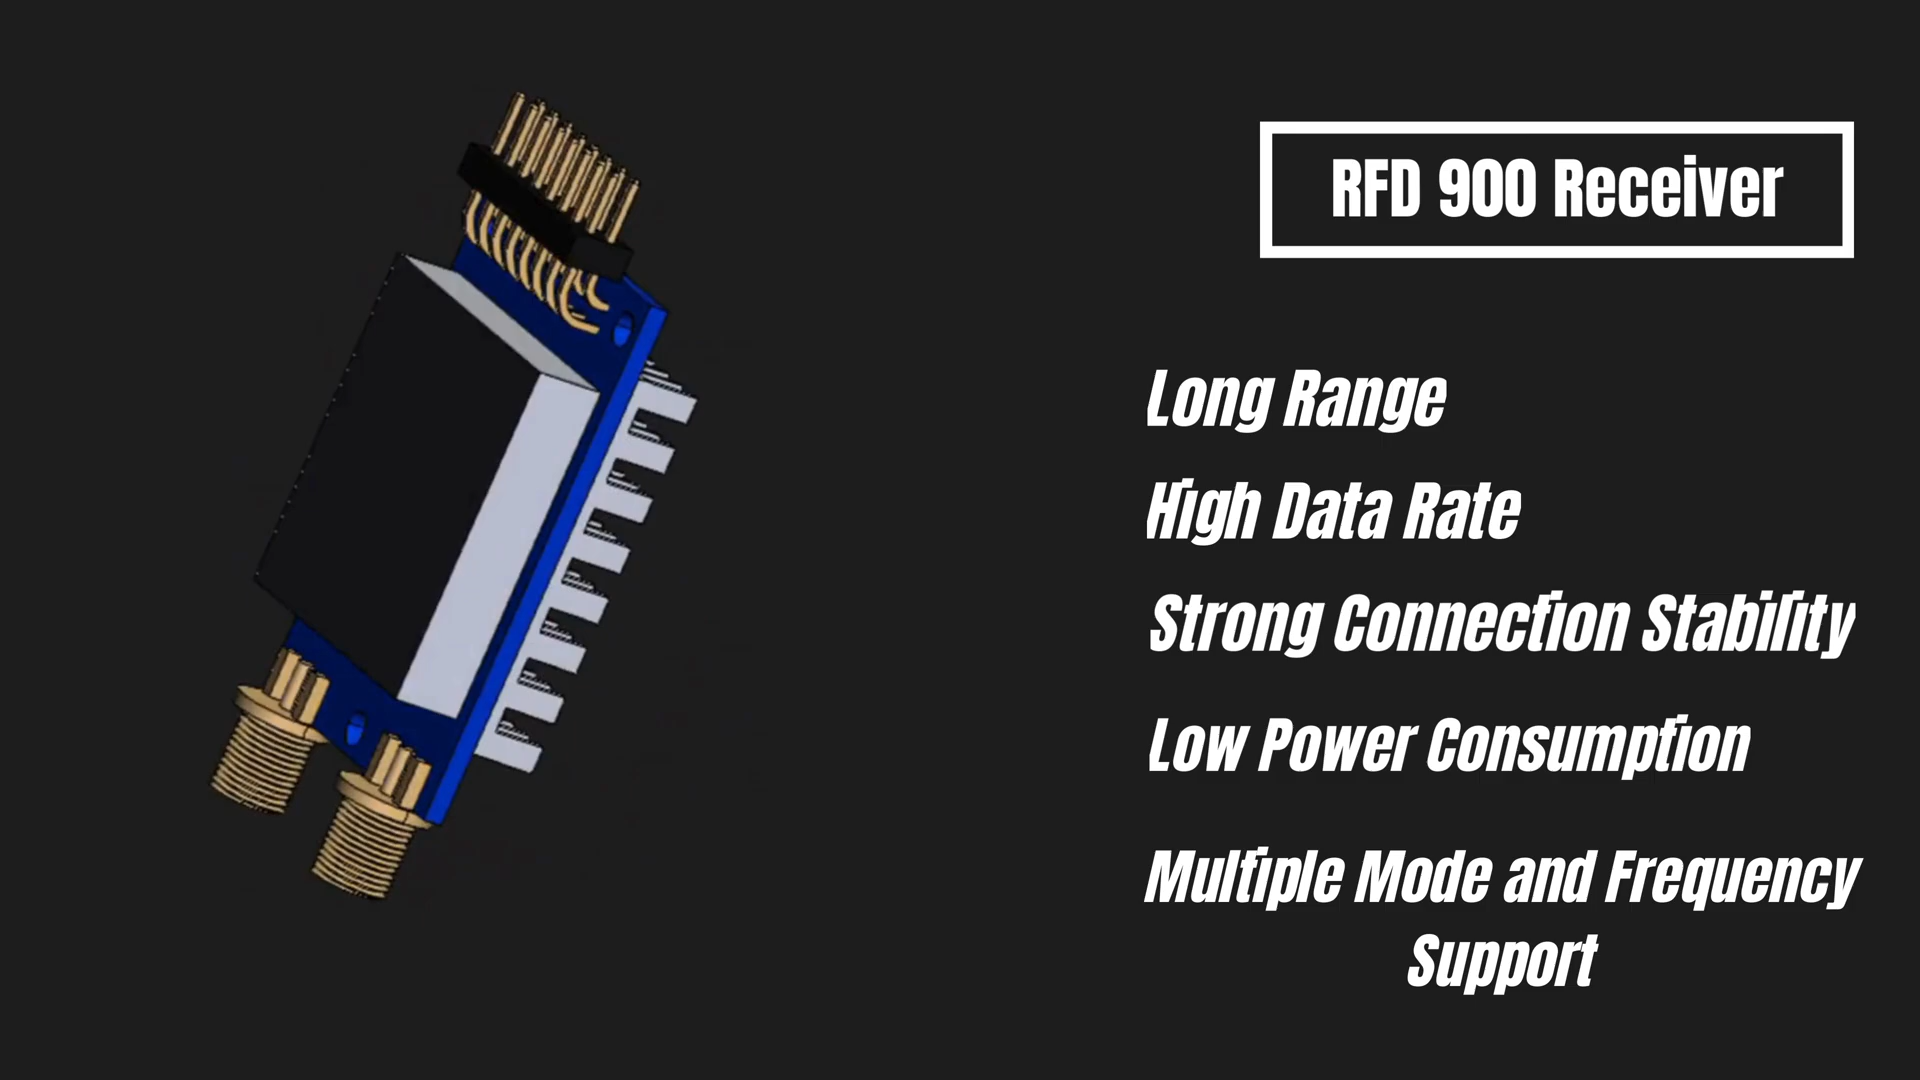 RFD 900 Receiver
Long Range
High Data Rate
Strong Connection Stability
Low Power Consumption
Multiple Mode and Frequency
Support